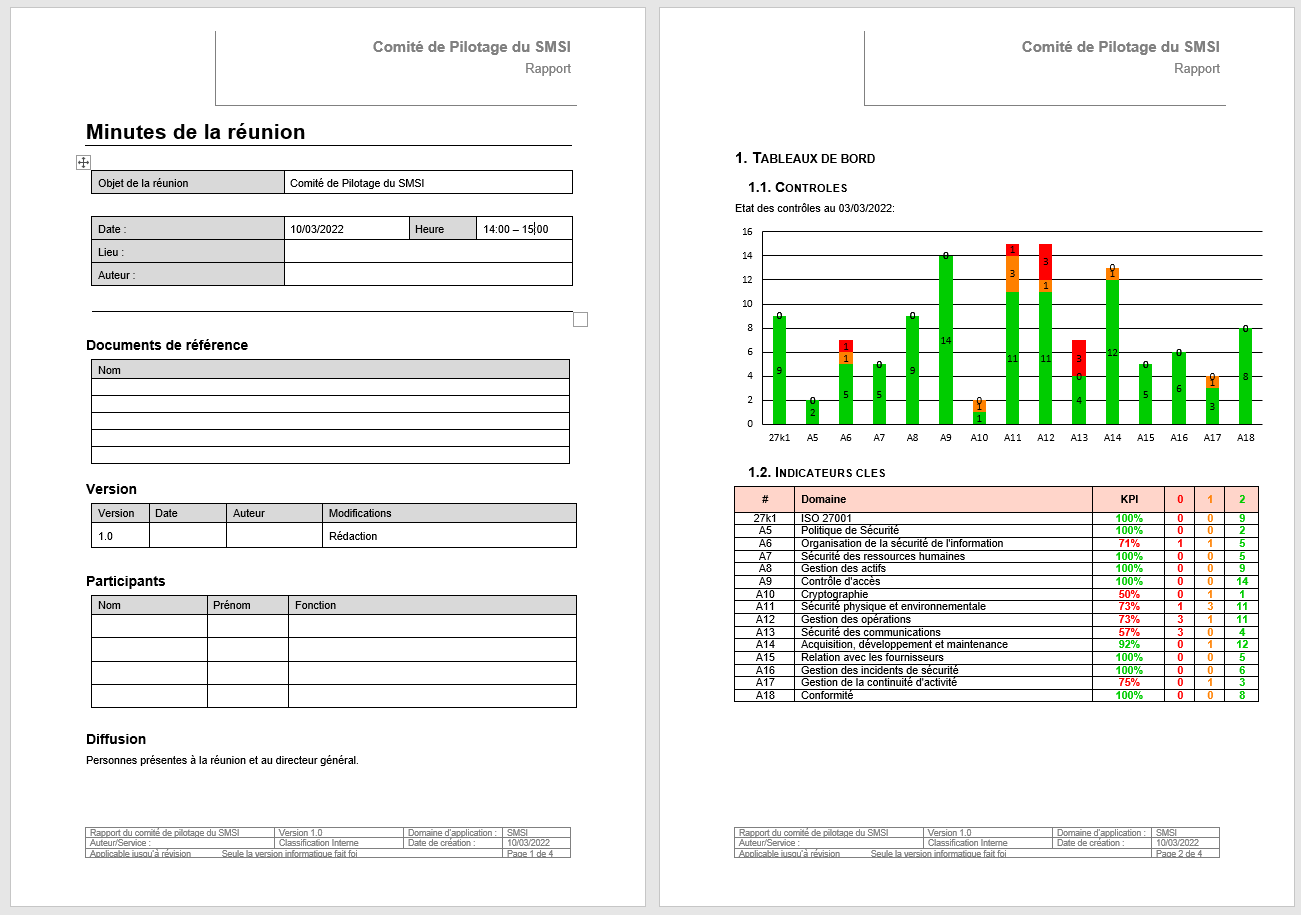 Comité de Pilotage du SMSI
Rapport
Minutes de la réunion
Objet de la réunion Comité de Pilotage du SMSI
Date : 10/03/2022 Heure 14:00 – 15:00
Lieu :
Auteur :
Documents de référence
Nom
Version
Version Date Auteur Modifications
1.0 Rédaction
Participants
Nom Prénom Fonction
Diffusion
Personnes présentes à la réunion et au directeur général.
Rapport du comité de pilotage du SMSI Version 1.0 Domaine d'application : SMSI
Auteur/Service : Classification Interne Date de création : 10/03/2022
Applicable jusqu'à révision Seule la version informatique fait foi Page 1 de 4
Comité de Pilotage du SMSI
Rapport
1. TABLEAUX DE BORD
1.1. CONTROLES
Etat des contrôles au 03/03/2022:
16
14
12
10
8
6
4
2
0
9 0
2 0
5 1 1
5 0
9 0
14 0
1 1 0
11 3 1
11 1 3
4 0 3
12 1 0
5 0
6 0
3 1 0
8 0
27k1 A5 A6 A7 A8 A9 A10 A11 A12 A13 A14 A15 A16 A17 A18
1.2. INDICATEURS CLES
# Domaine KPI 0 1 2
27k1 ISO 27001 100% 0 0 9
A5 Politique de Sécurité 100% 0 0 2
A6 Organisation de la sécurité de l'information 71% 1 1 5
A7 Sécurité des ressources humaines 100% 0 0 5
A8 Gestion des actifs 100% 0 0 9
A9 Contrôle d'accès 100% 0 0 14
A10 Cryptographie 50% 0 1 1
A11 Sécurité physique et environnementale 73% 1 3 11
A12 Gestion des opérations 73% 3 1 11
A13 Sécurité des communications 57% 3 0 4
A14 Acquisition, développement et maintenance 92% 0 1 12
A15 Relation avec les fournisseurs 100% 0 0 5
A16 Gestion des incidents de sécurité 100% 0 0 6
A17 Gestion de la continuité d'activité 75% 0 1 3
A18 Conformité 100% 0 0 8
Rapport du comité de pilotage du SMSI Version 1.0 Domaine d'application : SMSI
Auteur/Service : Classification Interne Date de création : 10/03/2022
Applicable jusqu'à révision Seule la version informatique fait foi Page 2 de 4